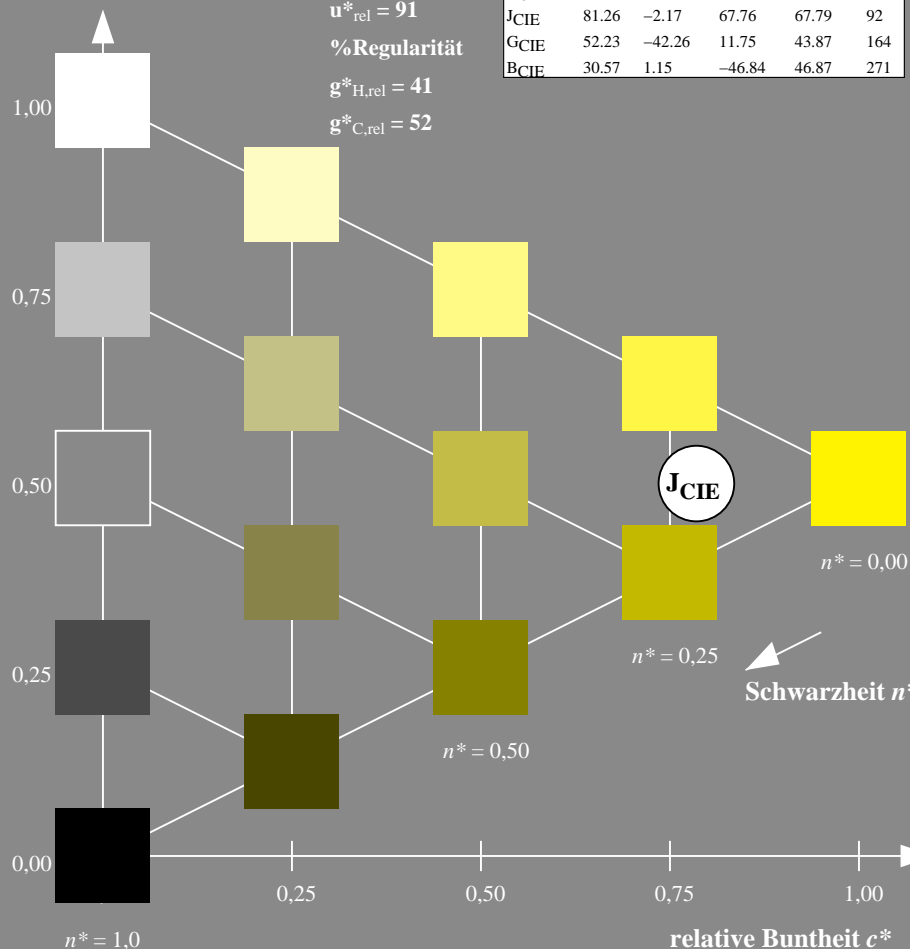 u*rel = 91
%Regularität
g*H,rel = 41
g*C,rel = 52
JCIE 81.26 −2.17 67.76 67.79 92
GCIE 52.23 −42.26 11.75 43.87 164
BCIE 30.57 1.15 −46.84 46.87 271
1,00
0,75
0,50
JCIE
n* = 0,00
0,25
n* = 0,25
Schwarzheit n*
n* = 0,50
0,00
0,25 0,50 0,75 1,00
n* = 1,0
relative Buntheit c*